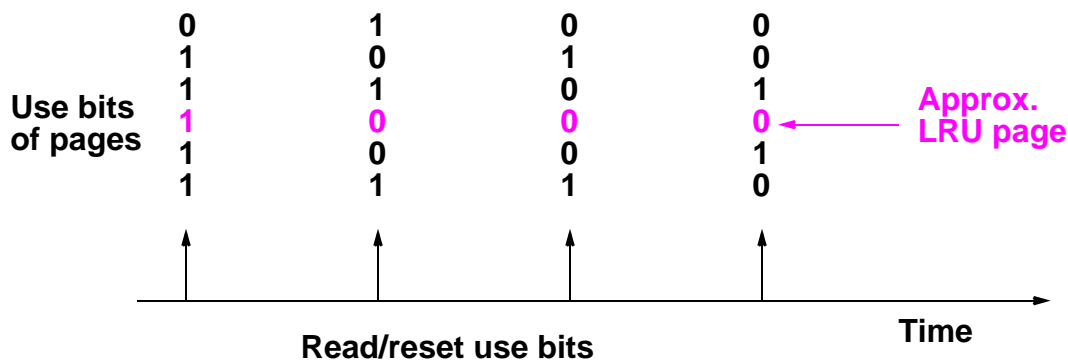 0 1 0 0
1 0 1 0
1 1 0 1
Use bits
of pages
1 0 0 0
Approx.
LRU page
1 0 0 1
1 1 1 0
Read/reset use bits
Time